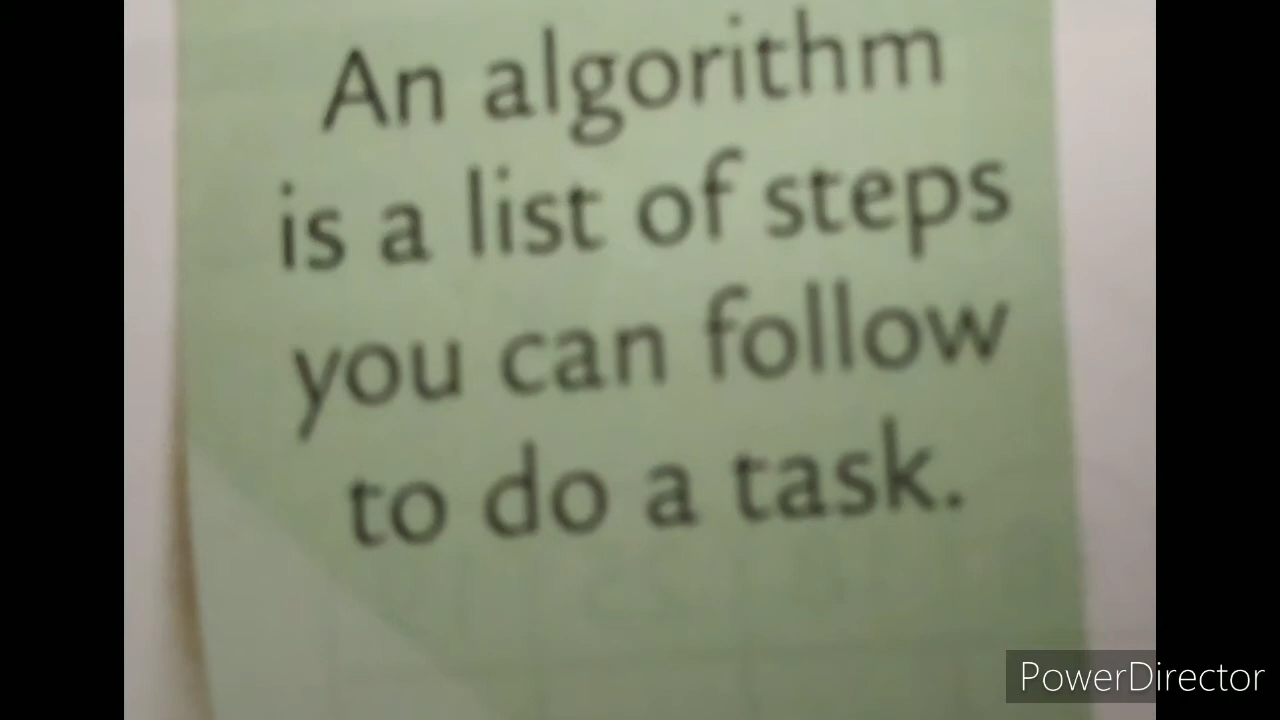 An algorithm
is a list of steps
you can follow
to do a task.
PowerDirector